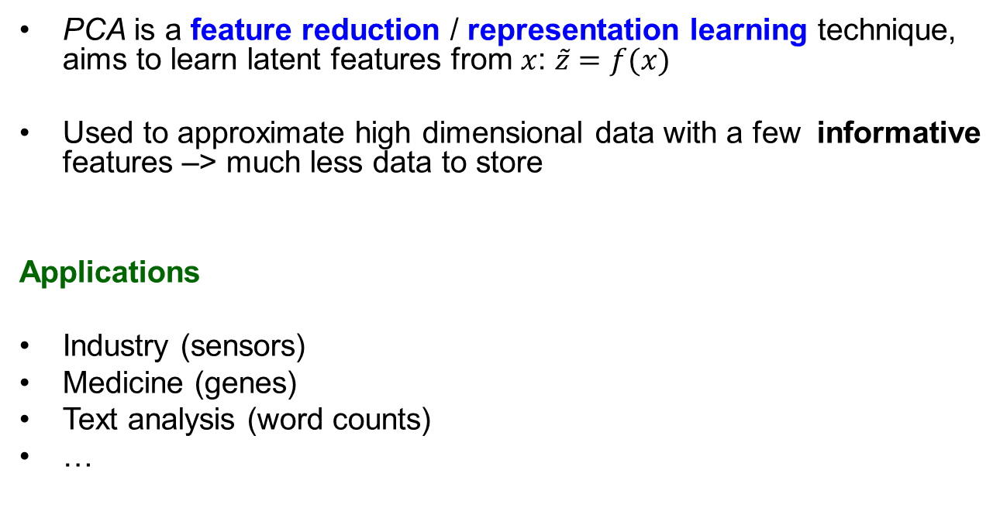 • PCA is a feature reduction / representation learning technique,
aims to learn latent features from x: z̃ = f(x)
• Used to approximate high dimensional data with a few informative
features –> much less data to store
Applications
• Industry (sensors)
• Medicine (genes)
• Text analysis (word counts)
• …